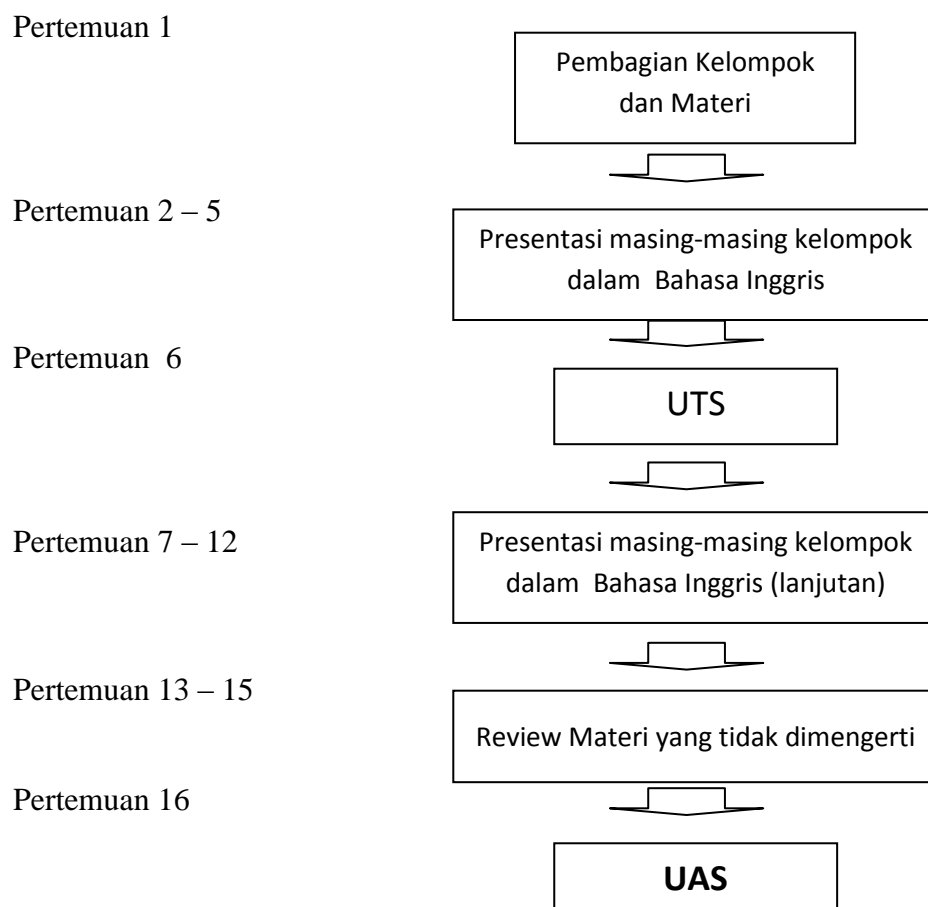 Pertemuan 1
Pembagian Kelompok
dan Materi
Pertemuan 2 – 5
Presentasi masing-masing kelompok
dalam Bahasa Inggris
Pertemuan 6
UTS
Pertemuan 7 – 12
Presentasi masing-masing kelompok
dalam Bahasa Inggris (lanjutan)
Pertemuan 13 – 15
Review Materi yang tidak dimengerti
Pertemuan 16
UAS